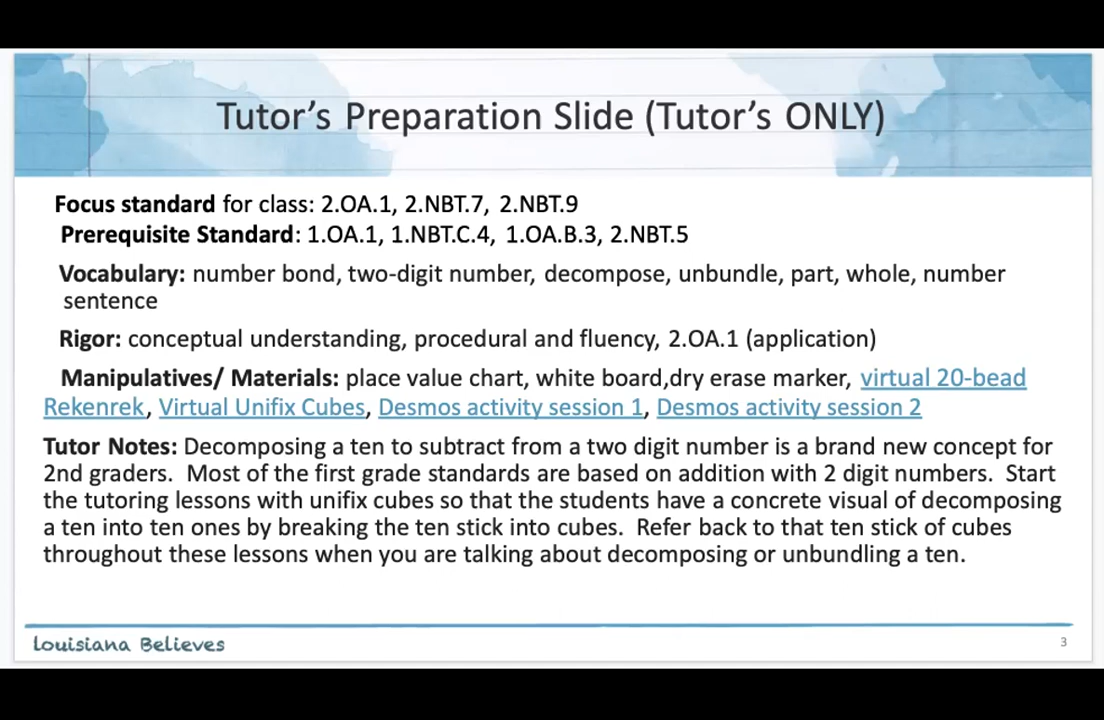 Tutor's Preparation Slide (Tutor's ONLY)
Focus standard for class: 2.OA.1, 2.NBT.7, 2.NBT.9
Prerequisite Standard: 1.OA.1, 1.NBT.C.4, 1.OA.B.3, 2.NBT.5
Vocabulary: number bond, two-digit number, decompose, unbundle, part, whole, number
sentence
Rigor: conceptual understanding, procedural and fluency, 2.OA.1 (application)
Manipulatives/ Materials: place value chart, white board,dry erase marker, virtual 20-bead
Rekenrek, Virtual Unifix Cubes, Desmos activity session 1, Desmos activity session 2
Tutor Notes: Decomposing a ten to subtract from a two digit number is a brand new concept for
2nd graders.  Most of the first grade standards are based on addition with 2 digit numbers.  Start
the tutoring lessons with unifix cubes so that the students have a concrete visual of decomposing
a ten into ten ones by breaking the ten stick into cubes.  Refer back to that ten stick of cubes
throughout these lessons when you are talking about decomposing or unbundling a ten.
Louisiana Believes
3